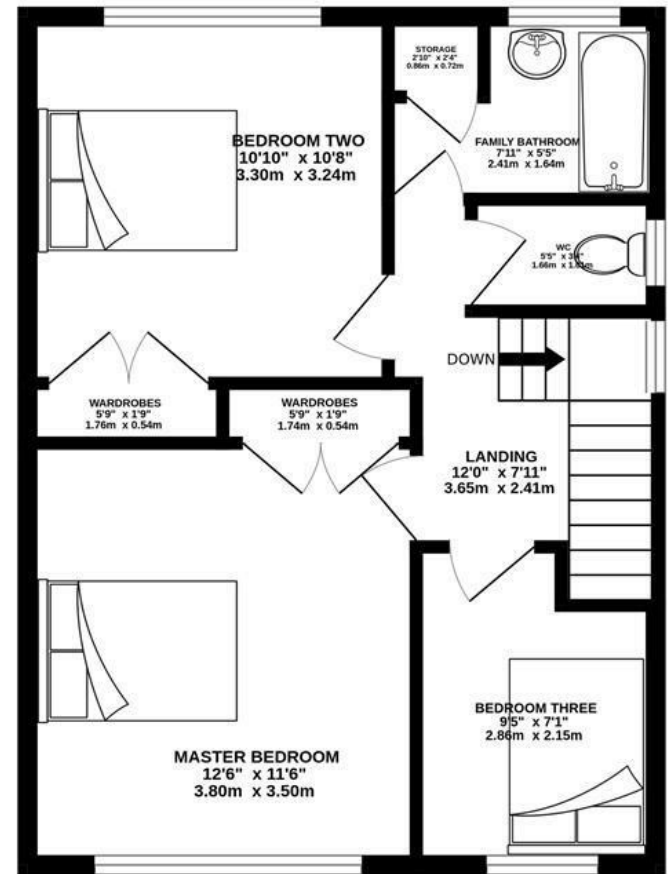 STORAGE
2'10" x 2'4"
0.86m x 0.72m
BEDROOM TWO
10'10" x 10'8"
3.30m x 3.24m
FAMILY BATHROOM
7'11" x 5'5"
2.41m x 1.64m
WC
5'5" x
1.66m
DOWN
WARDROBES
5'9" x 1'9"
1.76m x 0.54m
WARDROBES
5'9" x 1'9"
1.74m x 0.54m
LANDING
12'0" x 7'11"
3.65m x 2.41m
BEDROOM THREE
9'5" x 7'1"
2.86m x 2.15m
MASTER BEDROOM
12'6" x 11'6"
3.80m x 3.50m